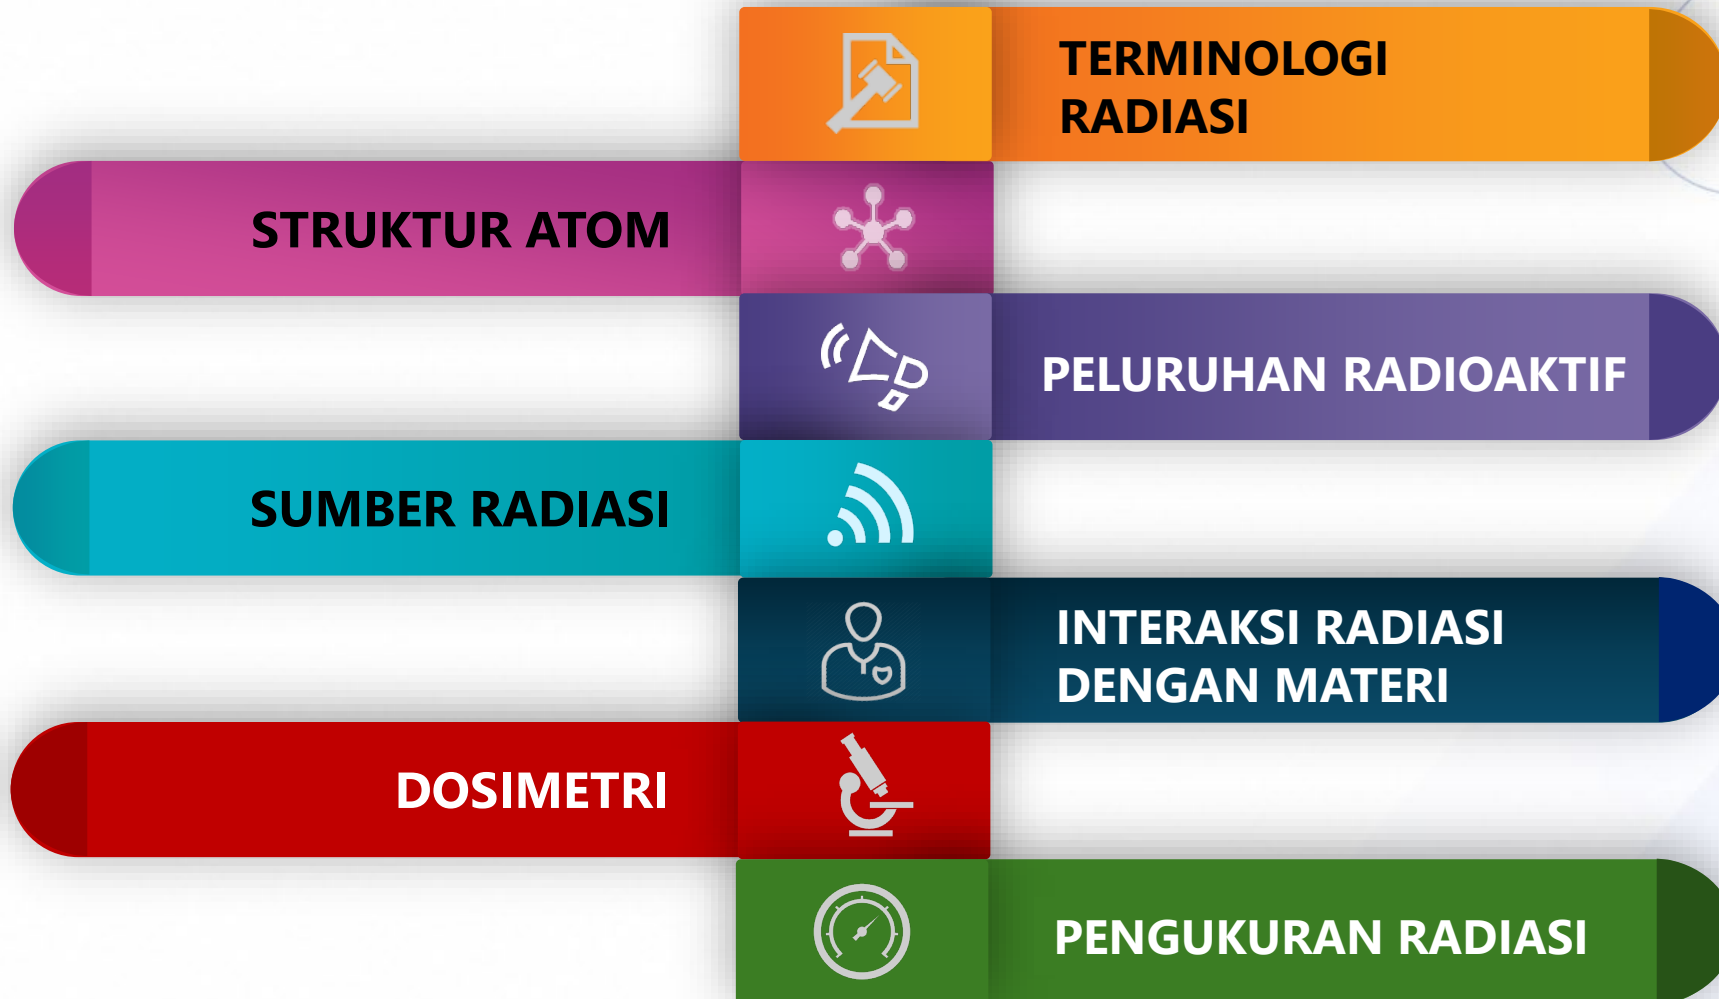 TERMINOLOGI
RADIASI
STRUKTUR ATOM
PELURUHAN RADIOAKTIF
SUMBER RADIASI
INTERAKSI RADIASI
DENGAN MATERI
DOSIMETRI
PENGUKURAN RADIASI